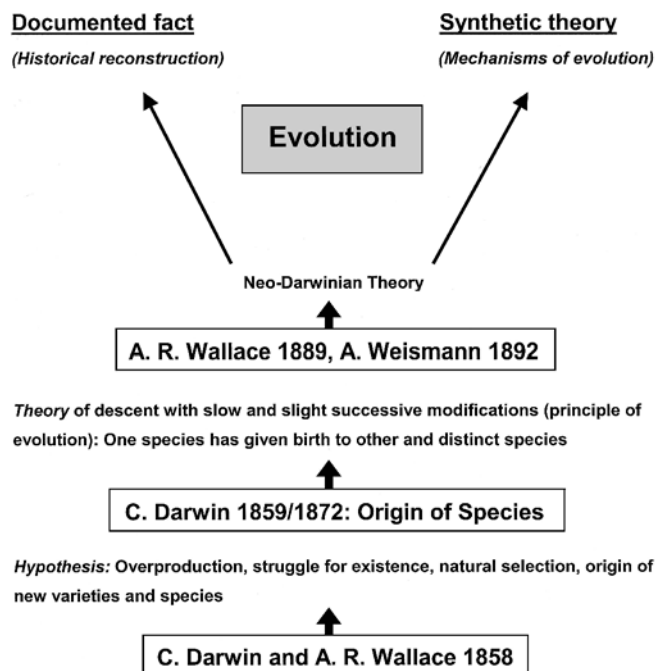 Documented fact
Synthetic theory
(Historical reconstruction)
(Mechanisms of evolution)
Evolution
Neo-Darwinian Theory
A. R. Wallace 1889, A. Weismann 1892
Theory of descent with slow and slight successive modifications (principle of
evolution): One species has given birth to other and distinct species
C. Darwin 1859/1872: Origin of Species
Hypothesis: Overproduction, struggle for existence, natural selection, origin of
new varieties and species
C. Darwin and A. R. Wallace 1858